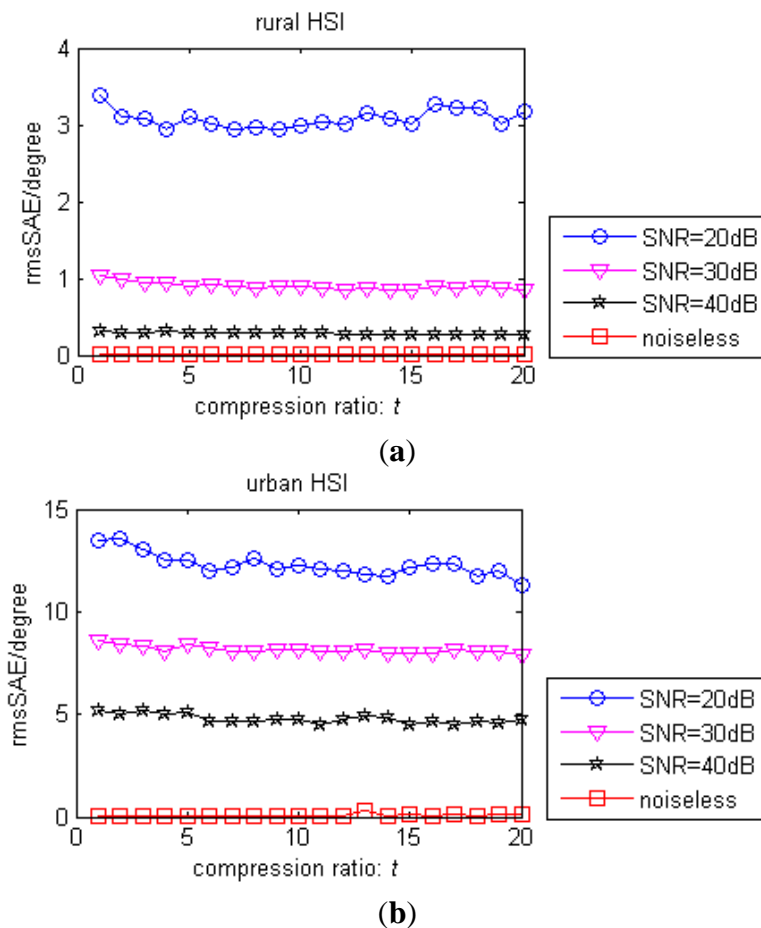 rural HSI
4
3
2
1
0
0
5
10
15
20
rmsSAE/degree
compression ratio: t
SNR=20dB
SNR=30dB
SNR=40dB
noiseless
(a)
urban HSI
15
10
5
0
0
5
10
15
20
rmsSAE/degree
compression ratio: t
SNR=20dB
SNR=30dB
SNR=40dB
noiseless
(b)